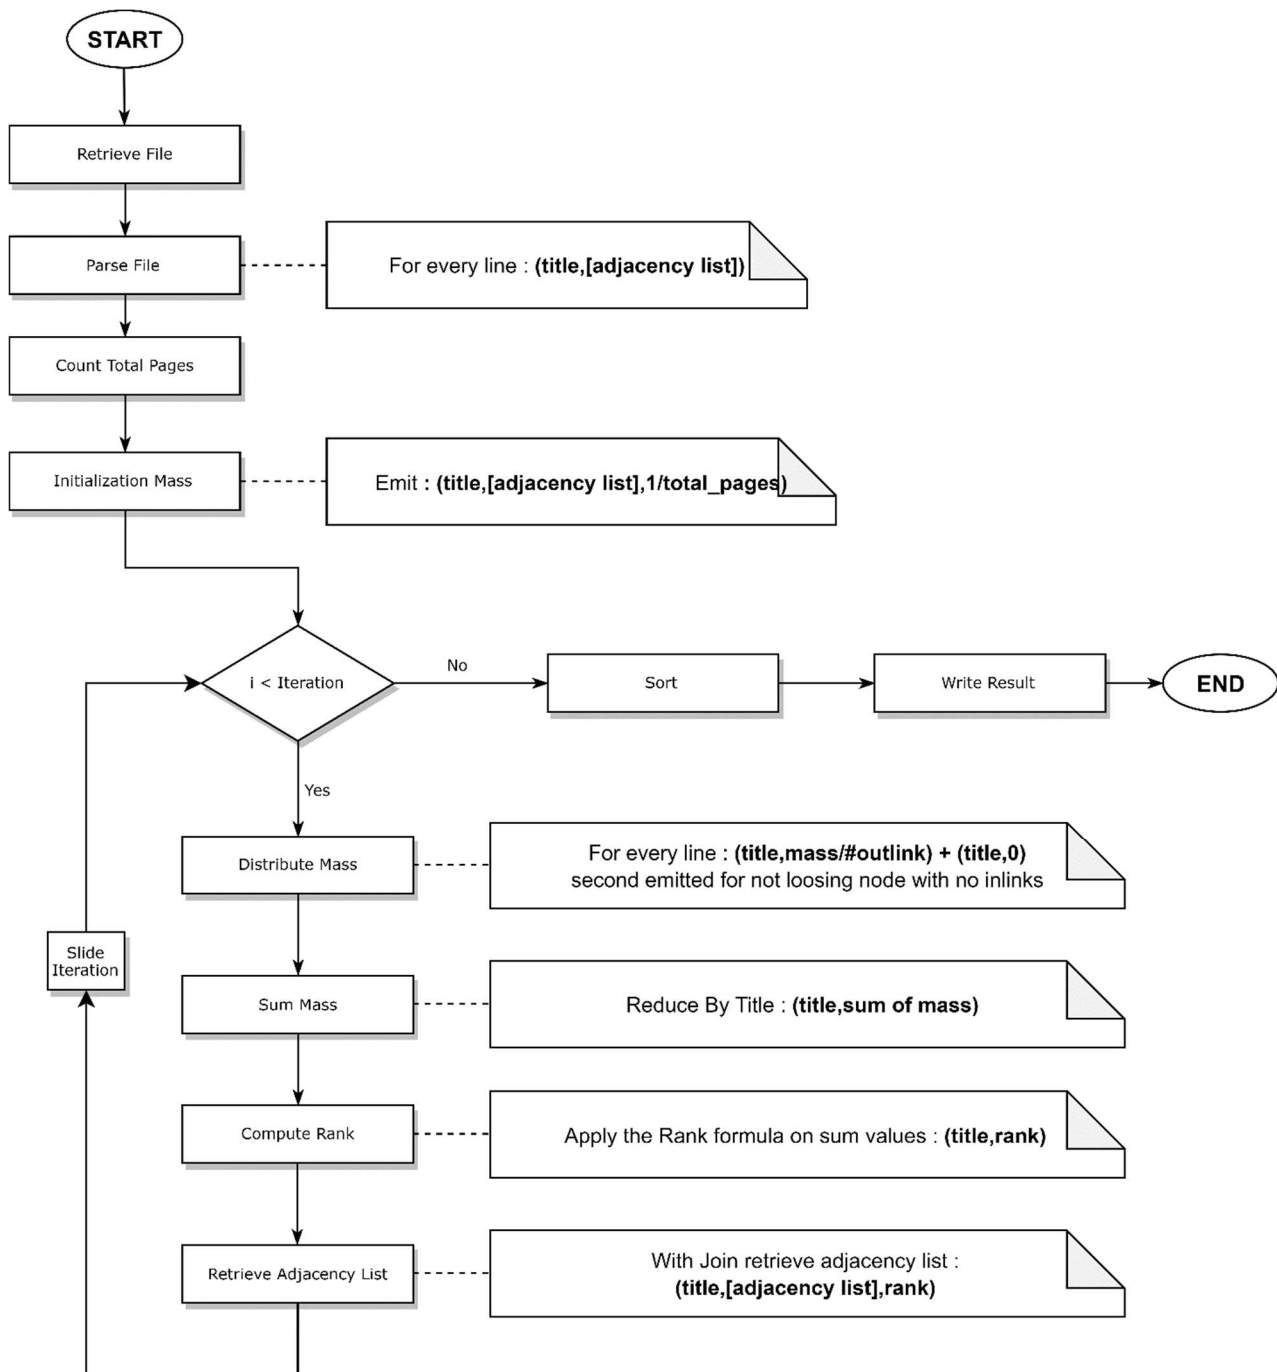 START
Retrieve File
Parse File
For every line : (title,[adjacency list])
Count Total Pages
Initialization Mass
Emit : (title,[adjacency list],1/total_pages)
i < Iteration
No
Sort
Write Result
END
Yes
Distribute Mass
For every line : (title,mass/#outlink) + (title,0)
second emitted for not loosing node with no inlinks
Slide
Iteration
Sum Mass
Reduce By Title : (title,sum of mass)
Compute Rank
Apply the Rank formula on sum values : (title,rank)
Retrieve Adjacency List
With Join retrieve adjacency list :
(title,[adjacency list],rank)